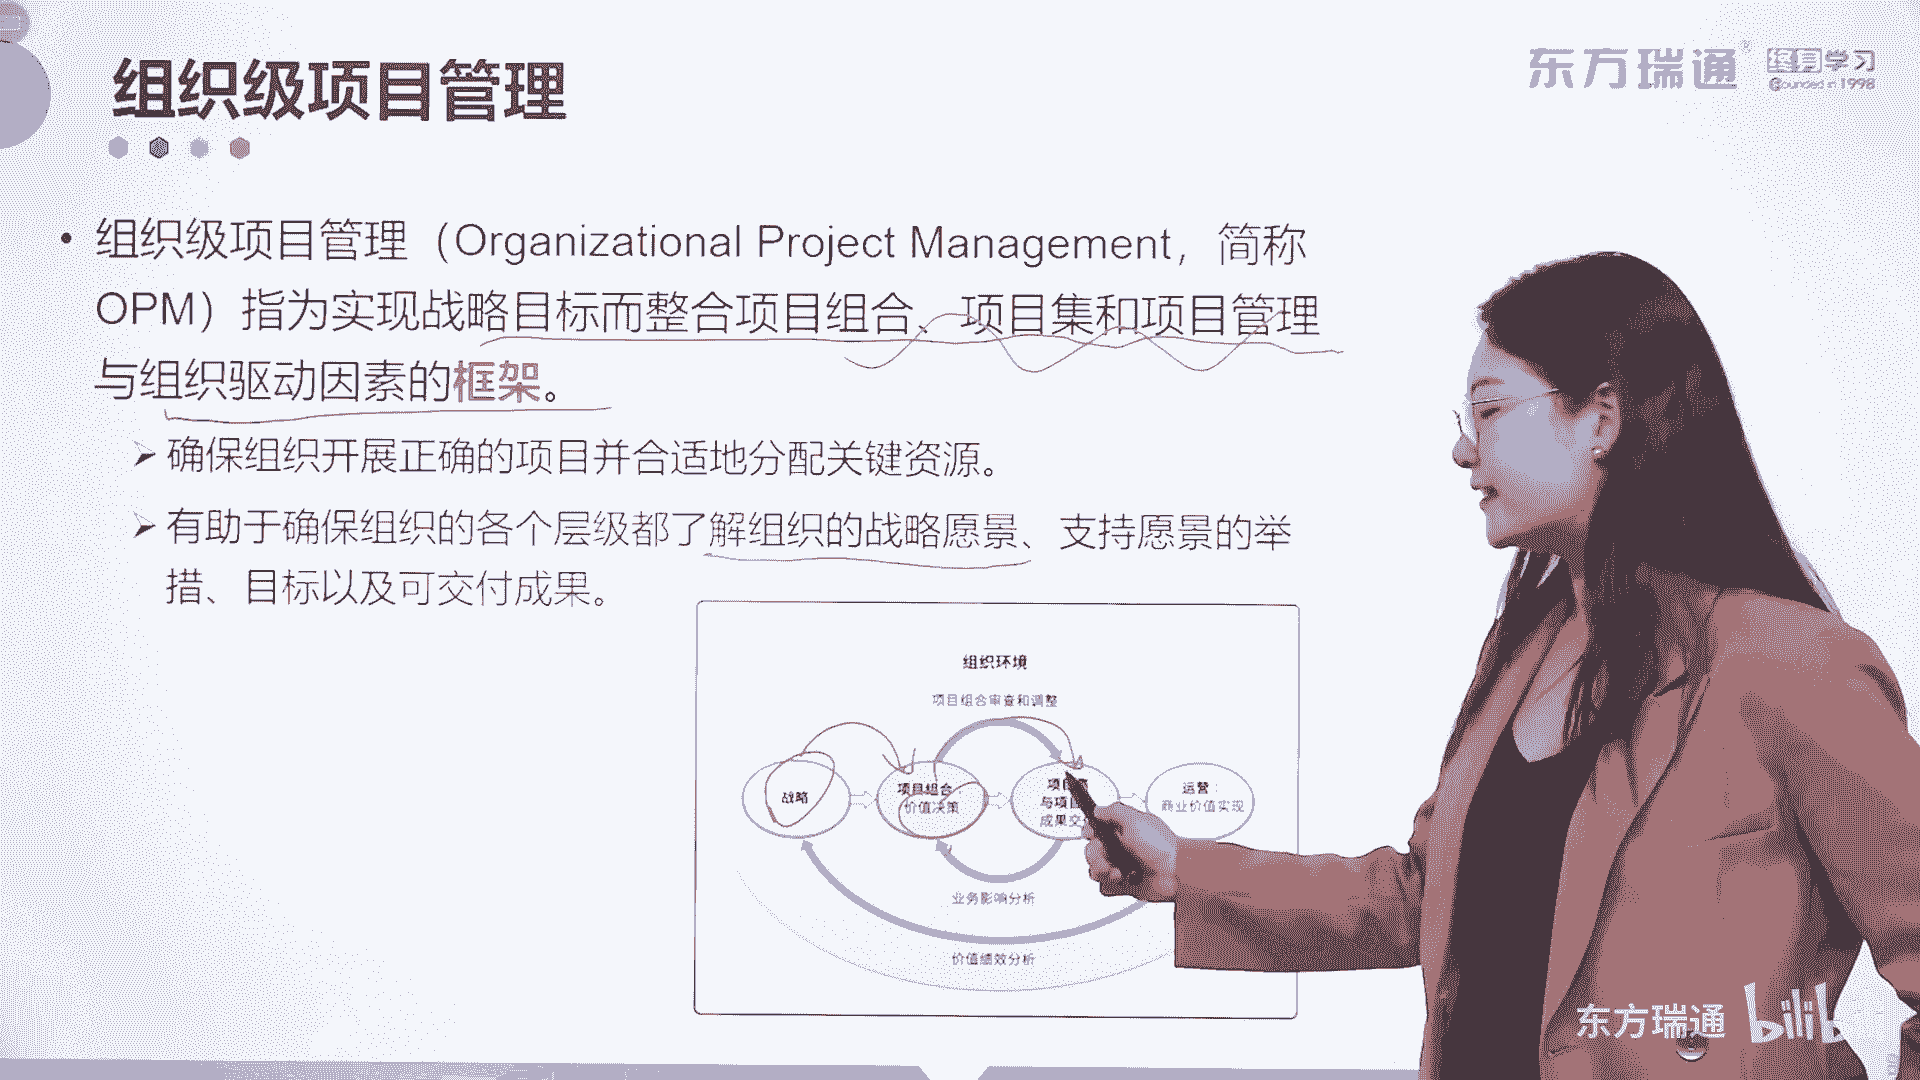 组织级项目管理
东方瑞通
终身学习
Founded in 1998
• 组织级项目管理（Organizational Project Management，简称
OPM）指为实现战略目标而整合项目组合、项目集和项目管理
与组织驱动因素的框架。
➢ 确保组织开展正确的项目并合适地分配关键资源。
➢ 有助于确保组织的各个层级都了解组织的战略愿景、支持愿景的举
措、目标以及可交付成果。
组织环境
项目组合审查和调整
战略
项目组合：
价值决策
项目
与项目
成果交
运营：
商业价值实现
业务影响分析
价值绩效分析
东方瑞通
bilib